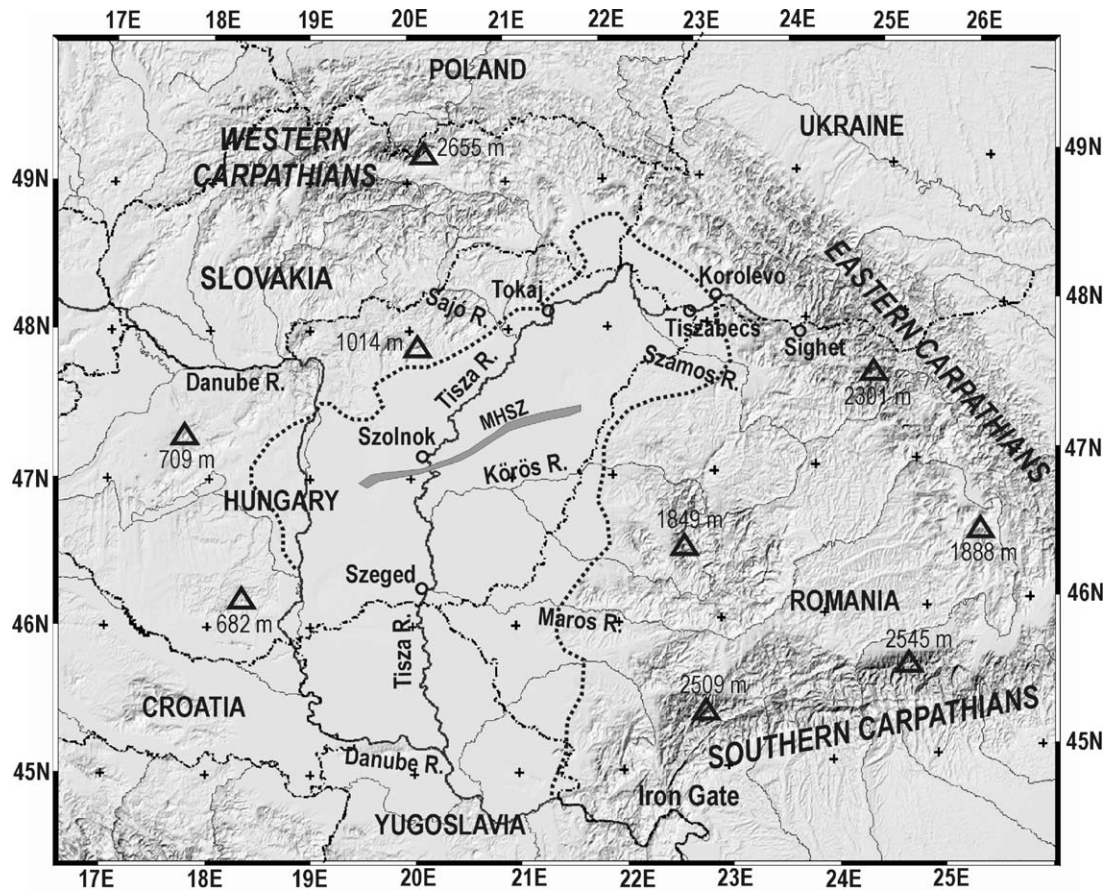 17E 18E 19E 20E 21E 22E 23E 24E 25E 26E
POLAND
UKRAINE
WESTERN
CARPATHIANS
2655 m
49N
49N
EASTERN CARPATHIANS
SLOVAKIA
Tokaj
Korolevo
Sajó R.
48N
48N
Tiszabecs
Sighet
1014 m
Számos R.
Danube R.
Tisza R.
2301 m
MHSZ
Szolnok
709 m
47N
47N
Körös R.
HUNGARY
1849 m
1888 m
Szeged
46N
46N
ROMANIA
682 m
Maros R.
Tisza R.
2545 m
CROATIA
2509 m
SOUTHERN CARPATHIANS
45N
45N
Danube R.
Iron Gate
YUGOSLAVIA
17E 18E 19E 20E 21E 22E 23E 24E 25E